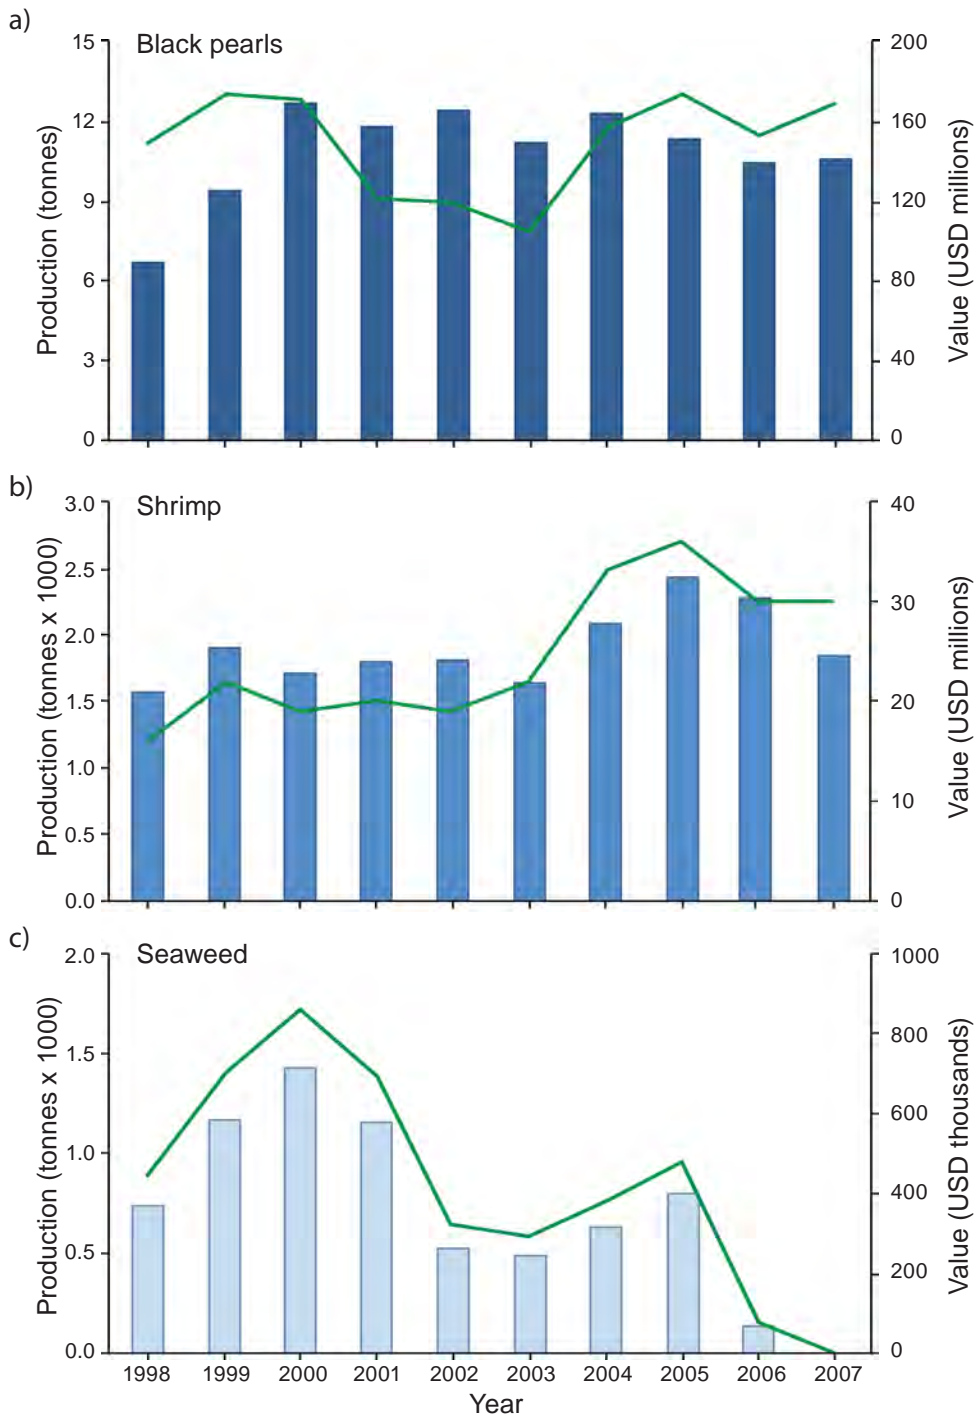 a)
Black pearls
Production (tonnes)
15
12
9
6
3
0
200
160
120
80
40
0
Value (USD millions)
b)
Shrimp
Production (tonnes x 1000)
3.0
2.5
2.0
1.5
1.0
0.5
0.0
40
30
20
10
0
Value (USD millions)
c)
Seaweed
Production (tonnes x 1000)
2.0
1.5
1.0
0.5
0.0
1000
800
600
400
200
0
Value (USD thousands)
1998 1999 2000 2001 2002 2003 2004 2005 2006 2007
Year